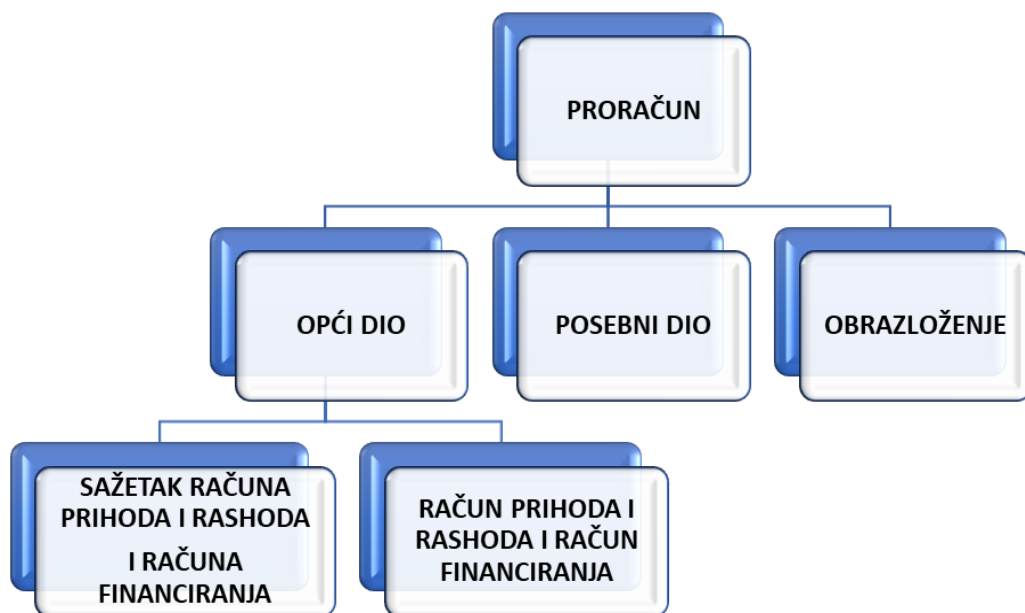 PRORAČUN
OPĆI DIO
POSEBNI DIO
OBRAZLOŽENJE
SAŽETAK RAČUNA
PRIHODA I RASHODA
I RAČUNA
FINANCIRANJA
RAČUN PRIHODA I
RASHODA I RAČUN
FINANCIRANJA